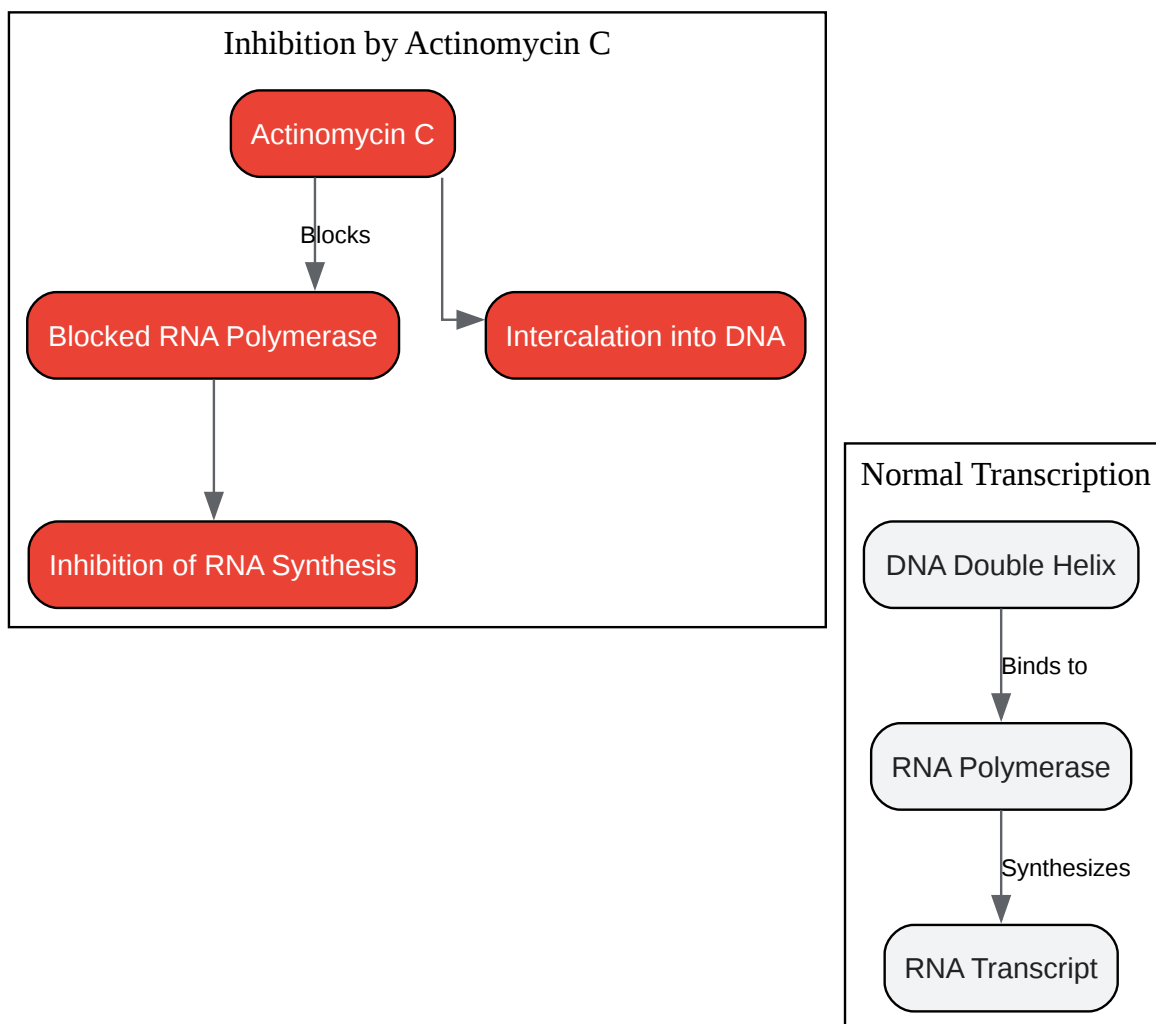 Inhibition by Actinomycin C
Actinomycin C
Blocks
Blocked RNA Polymerase
Intercalation into DNA
Inhibition of RNA Synthesis
Normal Transcription
DNA Double Helix
Binds to
RNA Polymerase
Synthesizes
RNA Transcript